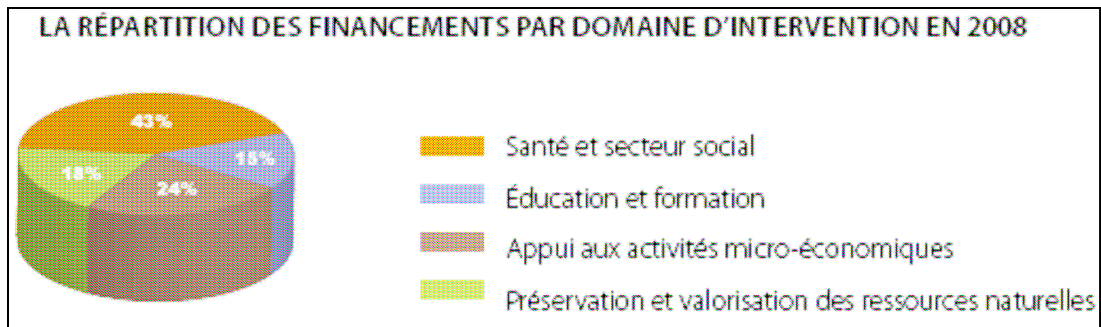 LA RÉPARTITION DES FINANCEMENTS PAR DOMAINE D'INTERVENTION EN 2008
43%
15%
18%
24%
Santé et secteur social
Éducation et formation
Appui aux activités micro-économiques
Préservation et valorisation des ressources naturelles